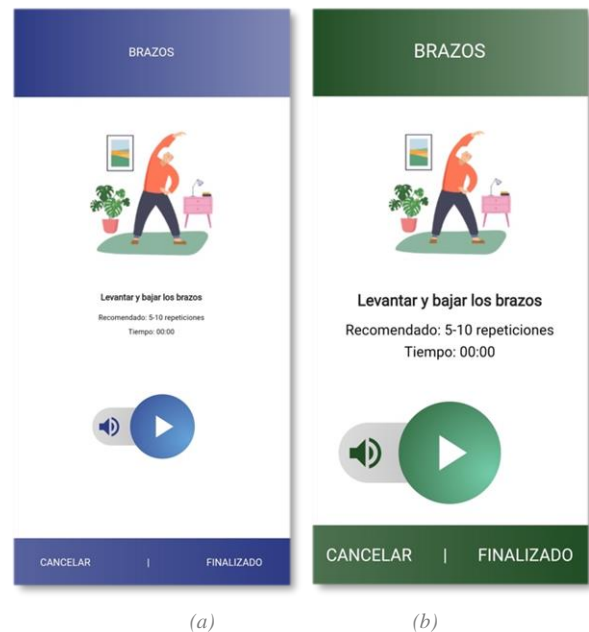 BRAZOS
Levantar y bajar los brazos
Recomendado: 5-10 repeticiones
Tiempo: 00:00
CANCELAR | FINALIZADO
(a)
BRAZOS
Levantar y bajar los brazos
Recomendado: 5-10 repeticiones
Tiempo: 00:00
CANCELAR | FINALIZADO
(b)